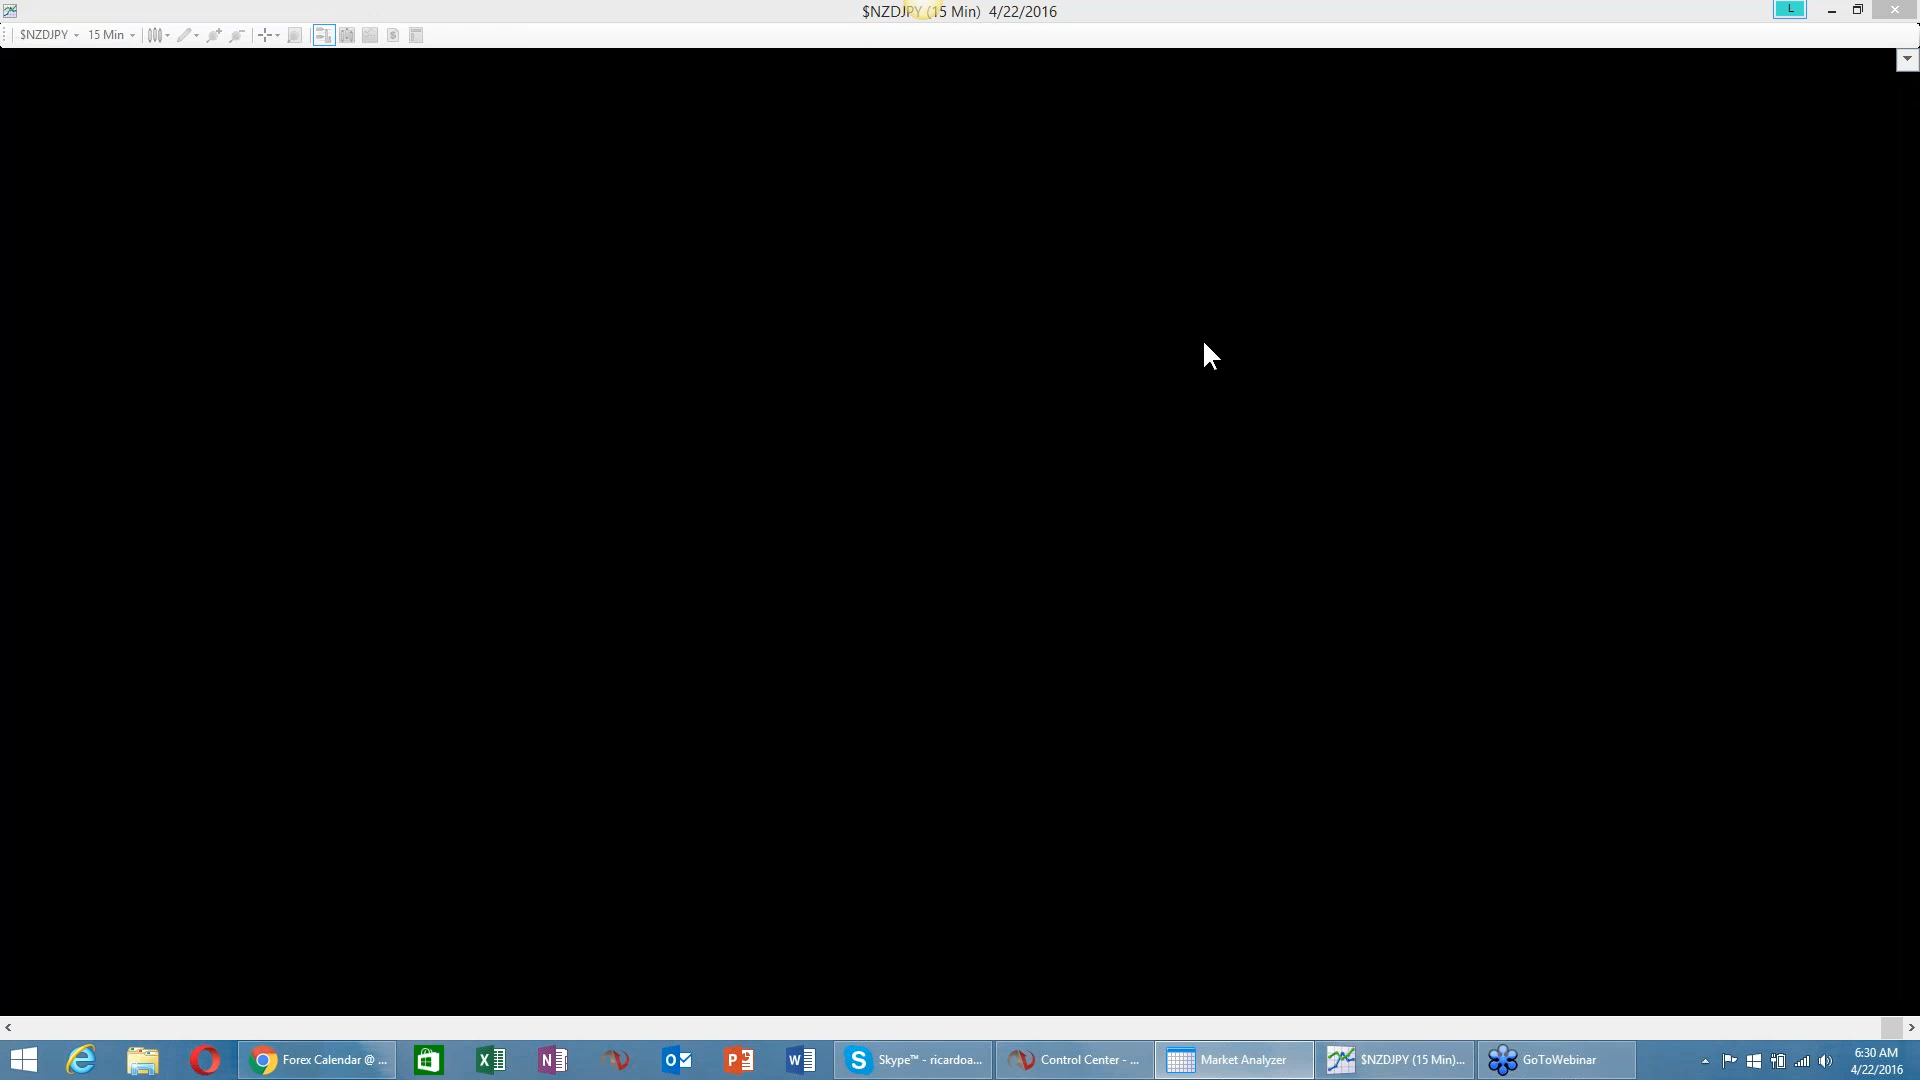 $NZDJPY (15 Min)  4/22/2016
L
$NZDJPY
15 Min
Forex Calendar @ ...
Skype™ - ricardoa...
Control Center - ...
Market Analyzer
$NZDJPY (15 Min)...
GoToWebinar
6:30 AM
4/22/2016